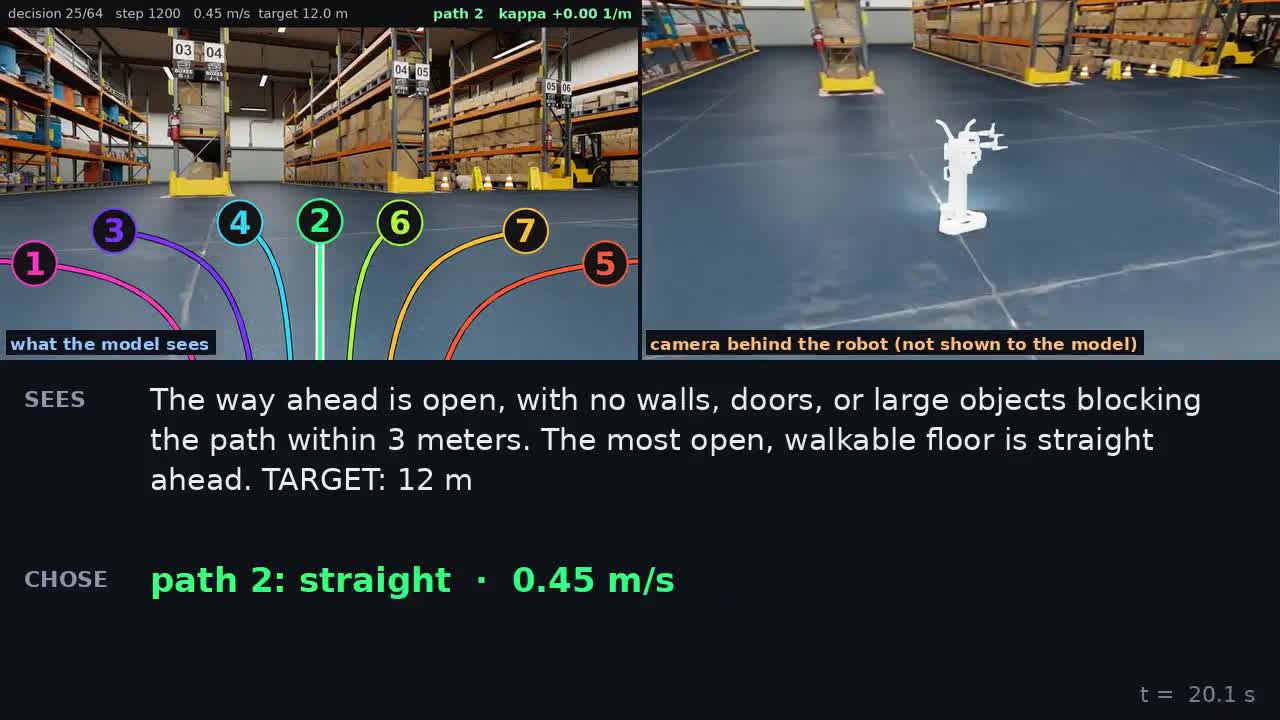 decision 25/64 step 1200 0.45 m/s target 12.0 m path 2 kappa +0.00 1/m
03 04
BOXES BOXES
04 05
05 06
1 3 4 2 6 7 5
what the model sees
camera behind the robot (not shown to the model)
SEES The way ahead is open, with no walls, doors, or large objects blocking
the path within 3 meters. The most open, walkable floor is straight
ahead. TARGET: 12 m
CHOSE path 2: straight · 0.45 m/s
t = 20.1 s